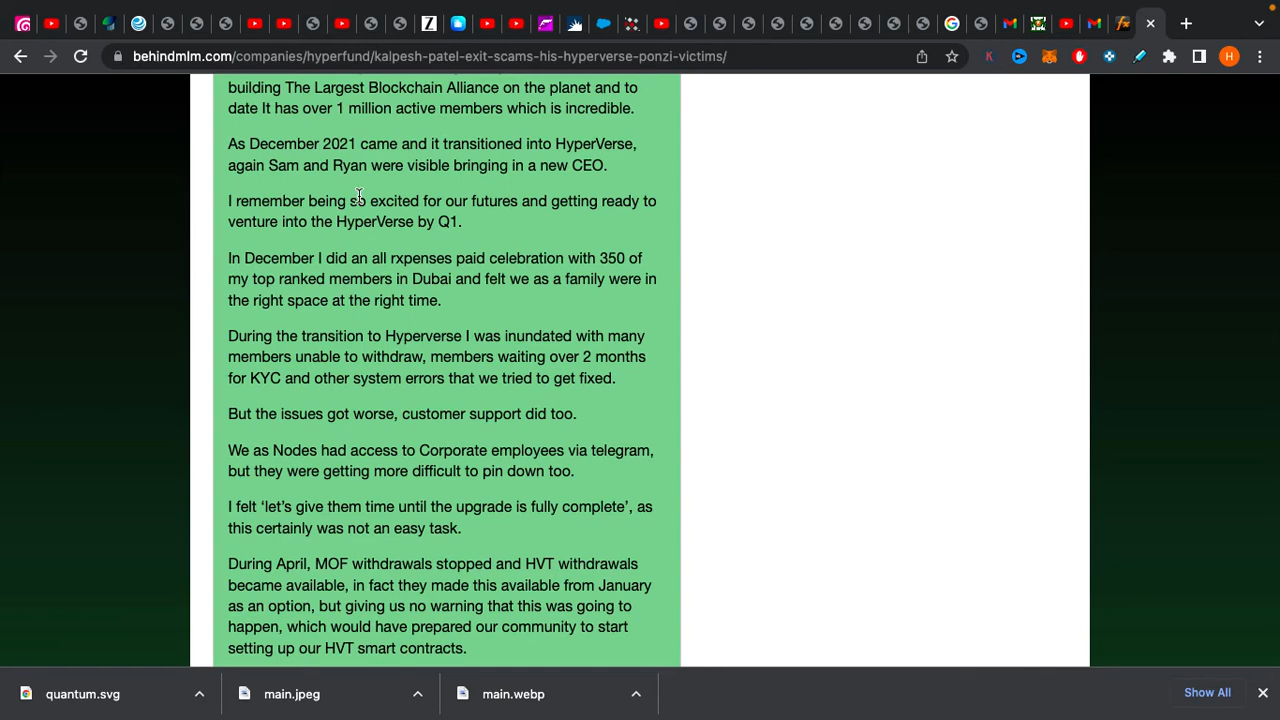 behindmlm.com/companies/hyperfund/kalpesh-patel-exit-scams-his-hyperverse-ponzi-victims/
H
building The Largest Blockchain Alliance on the planet and to
date It has over 1 million active members which is incredible.
As December 2021 came and it transitioned into HyperVerse,
again Sam and Ryan were visible bringing in a new CEO.
I remember being so excited for our futures and getting ready to
venture into the HyperVerse by Q1.
In December I did an all rxpenses paid celebration with 350 of
my top ranked members in Dubai and felt we as a family were in
the right space at the right time.
During the transition to Hyperverse I was inundated with many
members unable to withdraw, members waiting over 2 months
for KYC and other system errors that we tried to get fixed.
But the issues got worse, customer support did too.
We as Nodes had access to Corporate employees via telegram,
but they were getting more difficult to pin down too.
I felt ‘let’s give them time until the upgrade is fully complete’, as
this certainly was not an easy task.
During April, MOF withdrawals stopped and HVT withdrawals
became available, in fact they made this available from January
as an option, but giving us no warning that this was going to
happen, which would have prepared our community to start
setting up our HVT smart contracts.
quantum.svg
main.jpeg
main.webp
Show All